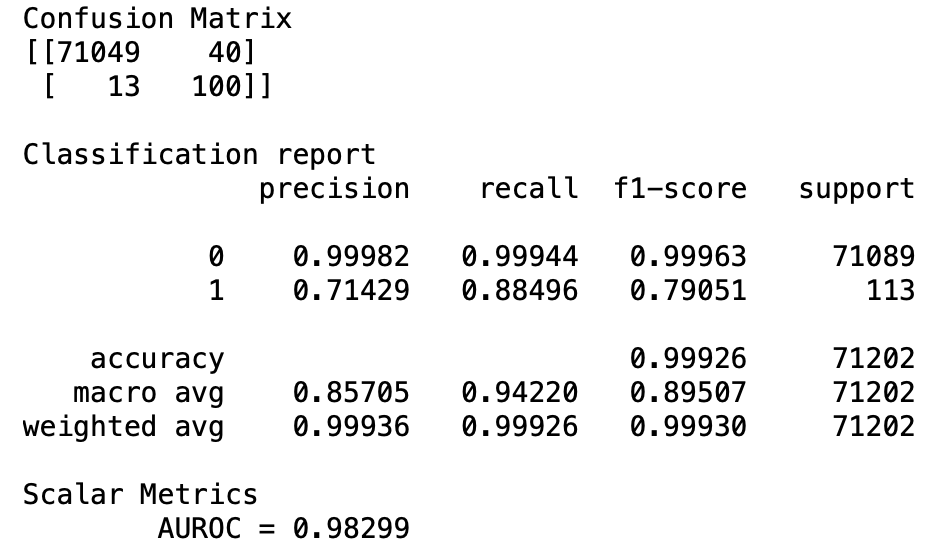 Confusion Matrix
[[71049    40]
 [   13   100]]
Classification report
              precision    recall  f1-score   support
           0    0.99982   0.99944   0.99963     71089
           1    0.71429   0.88496   0.79051       113
    accuracy                        0.99926     71202
   macro avg    0.85705   0.94220   0.89507     71202
weighted avg    0.99936   0.99926   0.99930     71202
Scalar Metrics
        AUROC = 0.98299